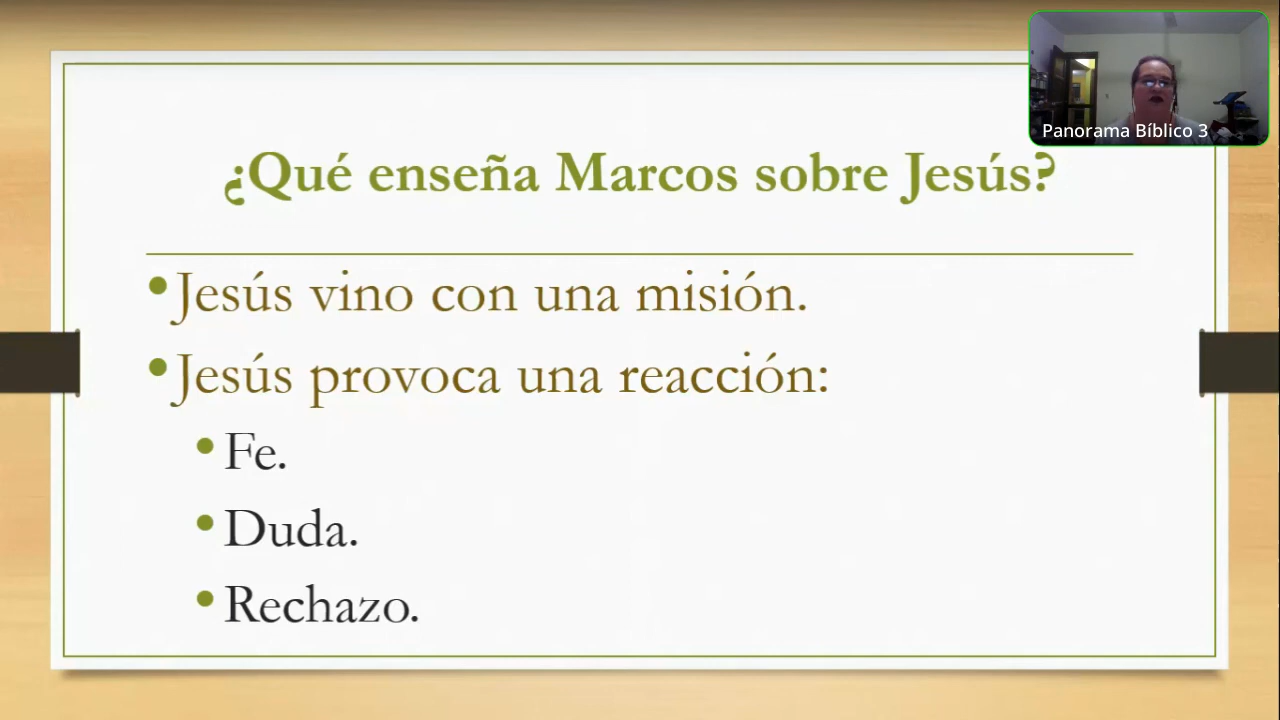 Panorama Bíblico 3
¿Qué enseña Marcos sobre Jesús?
•Jesús vino con una misión.
•Jesús provoca una reacción:
•Fe.
•Duda.
•Rechazo.